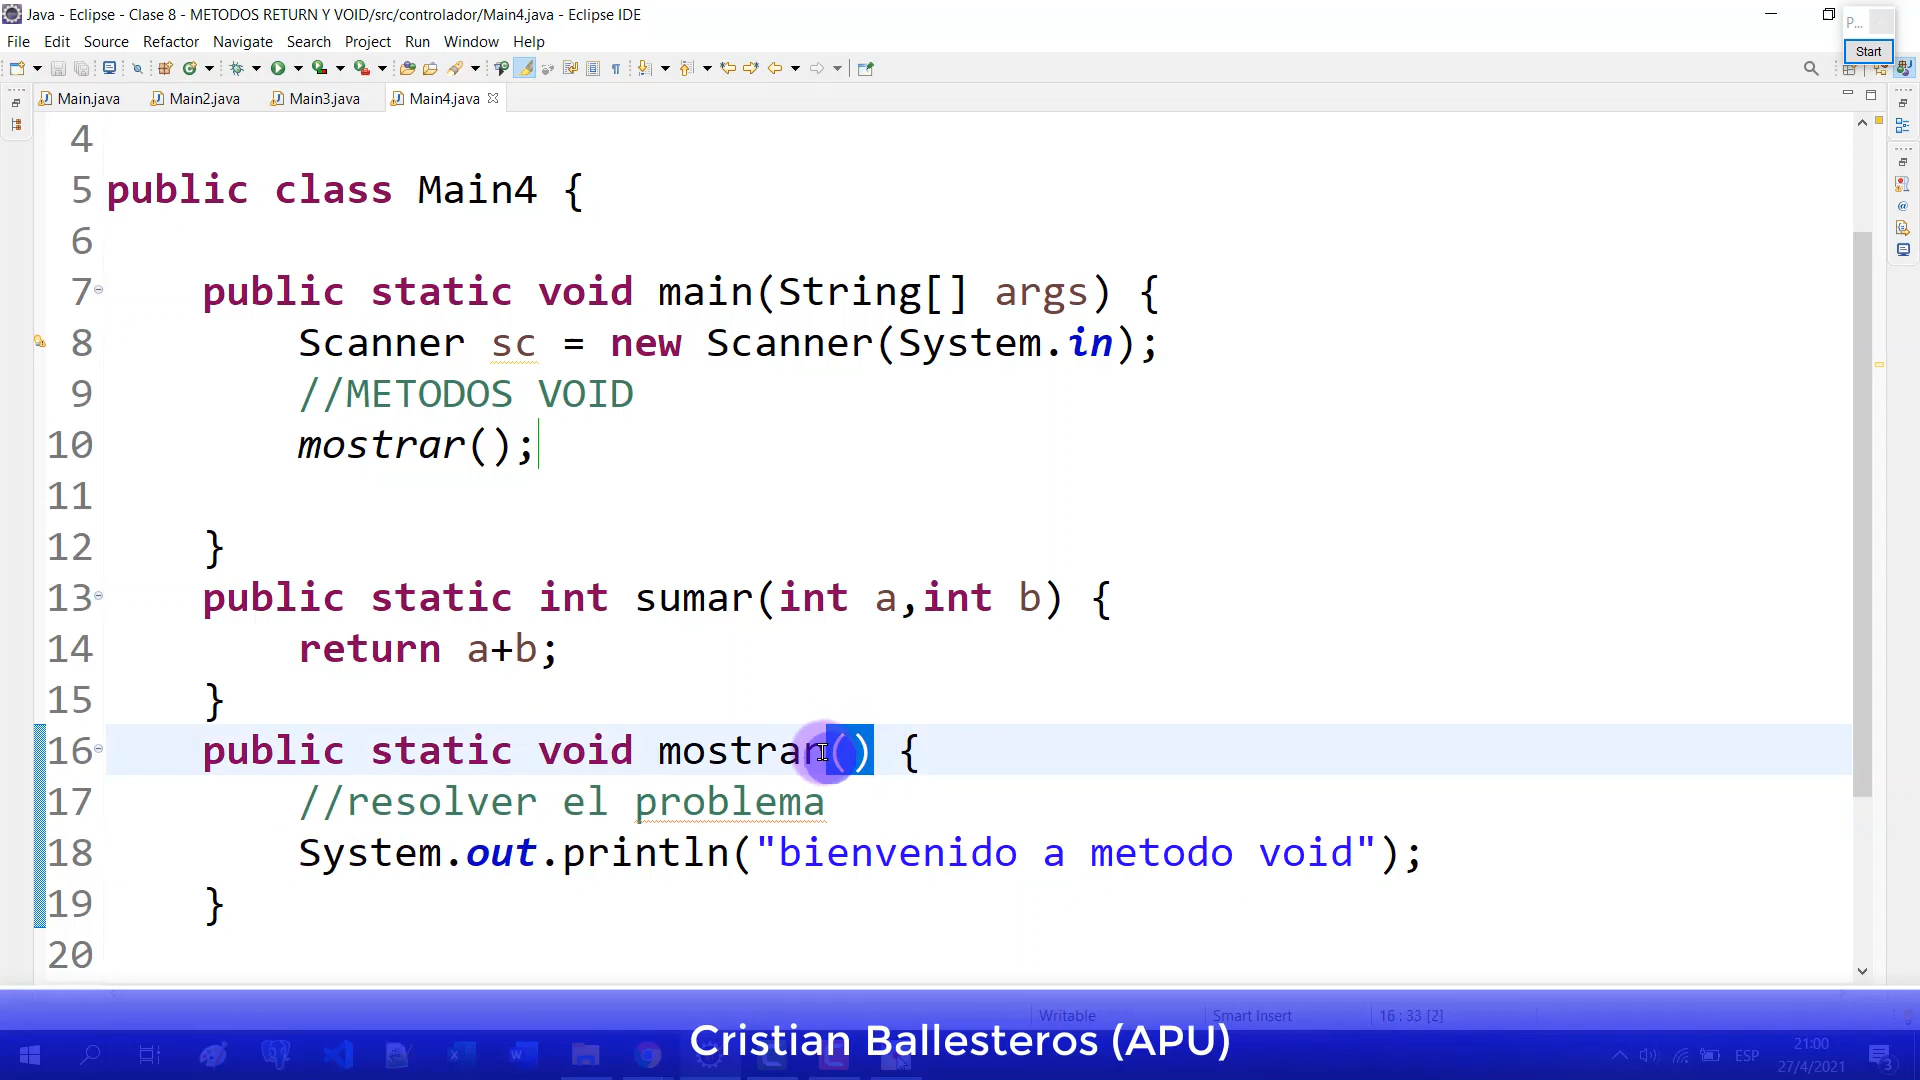 Java - Eclipse - Clase 8 - METODOS RETURN Y VOID/src/controlador/Main4.java - Eclipse IDE
P...
File Edit Source Refactor Navigate Search Project Run Window Help
Start
Main.java Main2.java Main3.java Main4.java
4
5 public class Main4 {
6
7 public static void main(String[] args) {
8 Scanner sc = new Scanner(System.in);
9 //METODOS VOID
10 mostrar();
11
12 }
13 public static int sumar(int a,int b) {
14 return a+b;
15 }
16 public static void mostrar() {
17 //resolver el problema
18 System.out.println("bienvenido a metodo void");
19 }
20
Writable Smart Insert 16 : 33 [2]
Cristian Ballesteros (APU)
ESP
21:00
27/4/2021
3